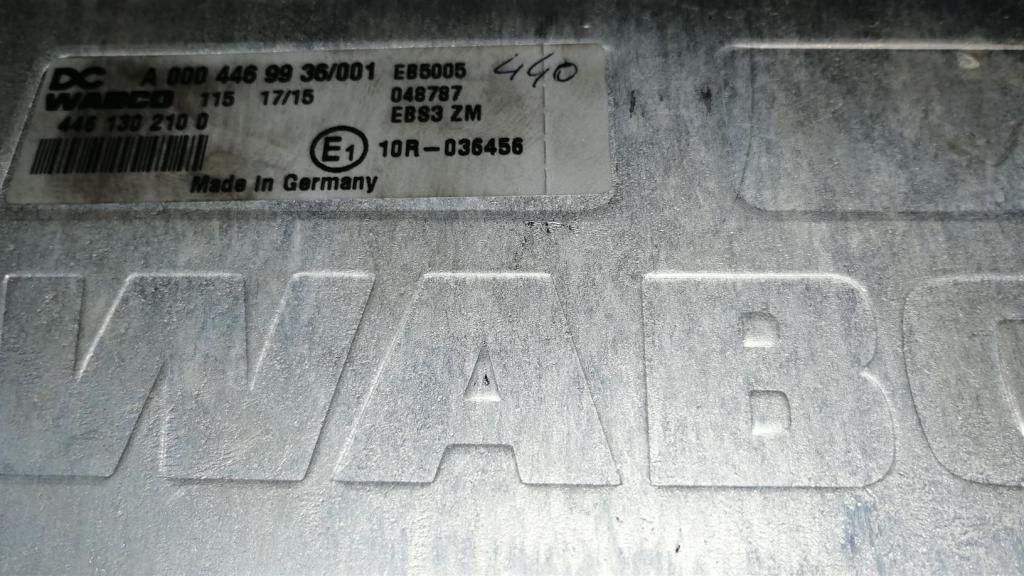 DC A 000 446 99 36/001 EB5005 440
WABCO 115 17/15 048787
446 130 210 0 EBS3 ZM
E1 10R-036456
Made in Germany
WABC